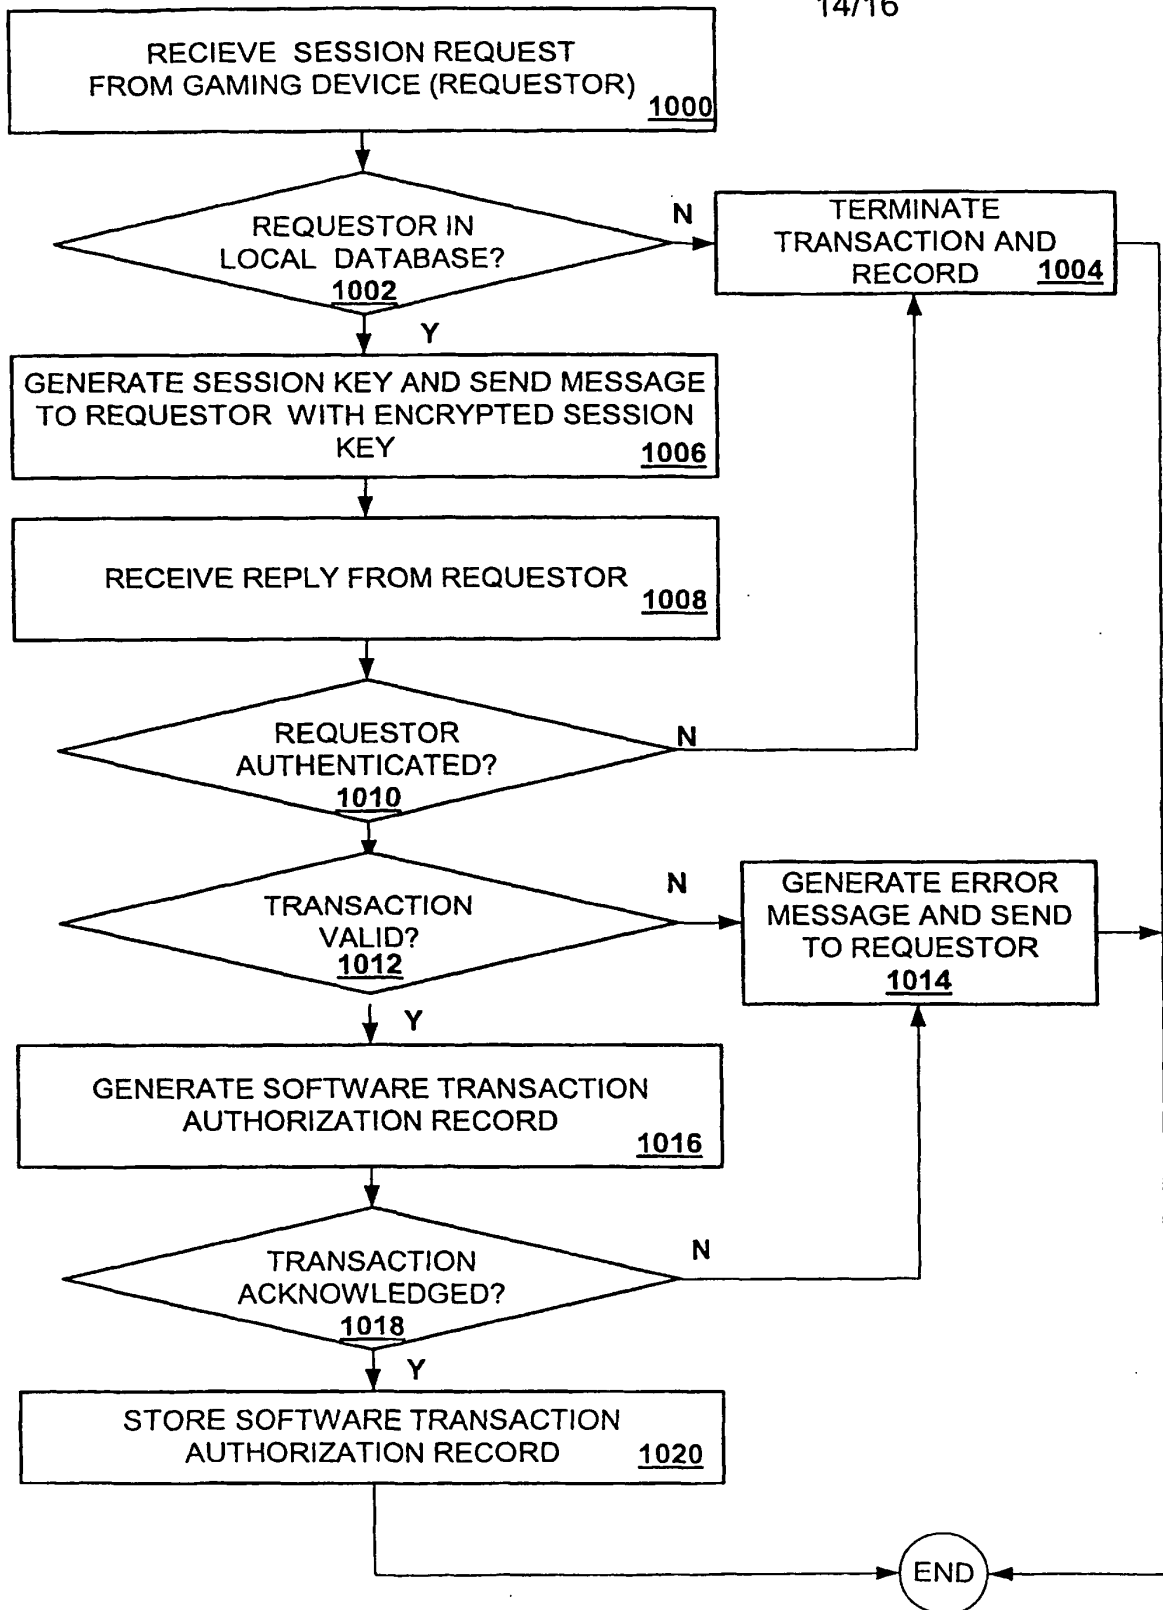 14/16
RECIEVE SESSION REQUEST
FROM GAMING DEVICE (REQUESTOR)
1000
REQUESTOR IN
LOCAL DATABASE?
1002
N
TERMINATE
TRANSACTION AND
RECORD
1004
Y
GENERATE SESSION KEY AND SEND MESSAGE
TO REQUESTOR WITH ENCRYPTED SESSION
KEY
1006
RECEIVE REPLY FROM REQUESTOR
1008
REQUESTOR
AUTHENTICATED?
1010
N
TRANSACTION
VALID?
1012
N
GENERATE ERROR
MESSAGE AND SEND
TO REQUESTOR
1014
Y
GENERATE SOFTWARE TRANSACTION
AUTHORIZATION RECORD
1016
TRANSACTION
ACKNOWLEDGED?
1018
N
Y
STORE SOFTWARE TRANSACTION
AUTHORIZATION RECORD
1020
END